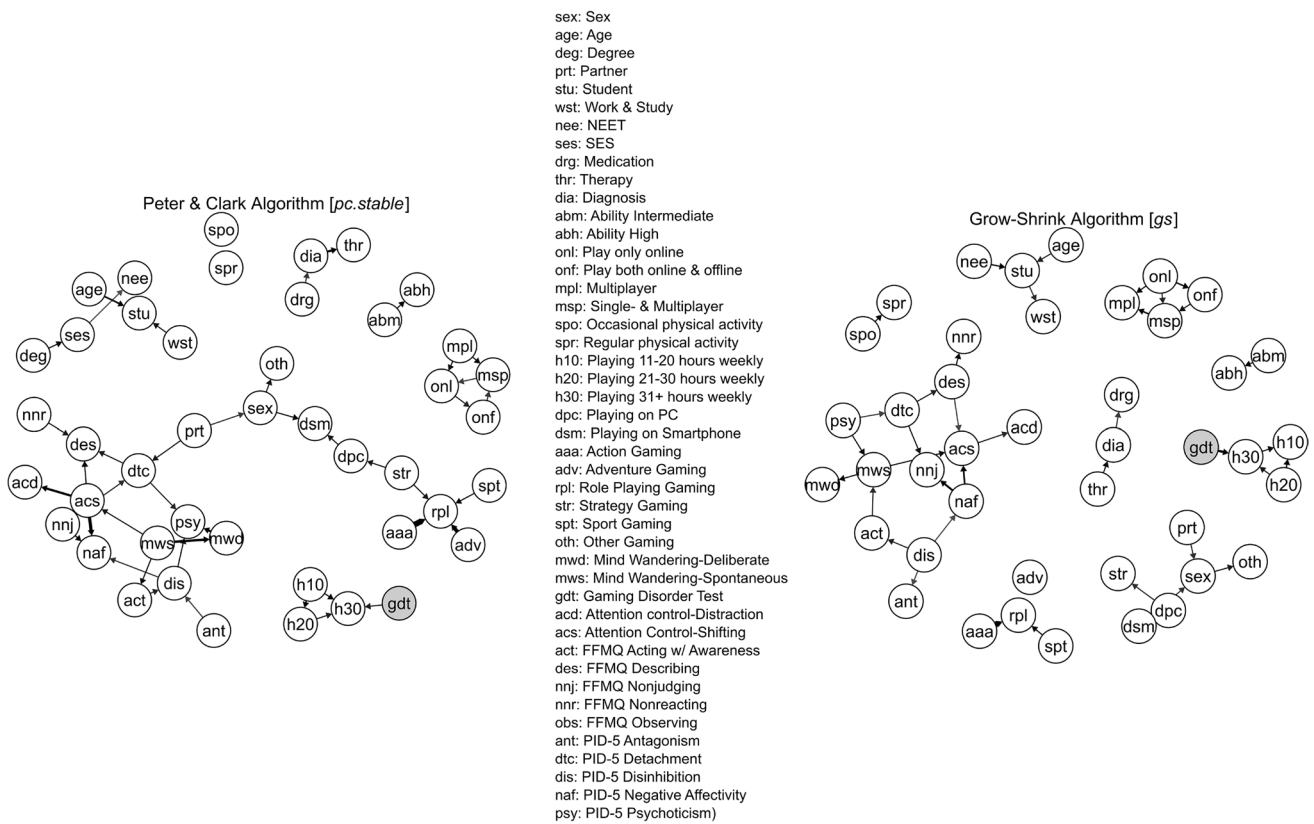 Peter & Clark Algorithm [pc.stable]
spo
spr
dia
thr
drg
abh
abm
nee
age
stu
ses
wst
deg
mpl
msp
onl
onf
oth
sex
dsm
prt
dpc
str
spt
rpl
aaa
adv
nnr
des
dtc
acd
acs
nnj
psy
mwd
mws
naf
dis
act
ant
h10
h30
h20
gdt
sex: Sex
age: Age
deg: Degree
prt: Partner
stu: Student
wst: Work & Study
nee: NEET
ses: SES
drg: Medication
thr: Therapy
dia: Diagnosis
abm: Ability Intermediate
abh: Ability High
onl: Play only online
onf: Play both online & offline
mpl: Multiplayer
msp: Single- & Multiplayer
spo: Occasional physical activity
spr: Regular physical activity
h10: Playing 11-20 hours weekly
h20: Playing 21-30 hours weekly
h30: Playing 31+ hours weekly
dpc: Playing on PC
dsm: Playing on Smartphone
aaa: Action Gaming
adv: Adventure Gaming
rpl: Role Playing Gaming
str: Strategy Gaming
spt: Sport Gaming
oth: Other Gaming
mwd: Mind Wandering-Deliberate
mws: Mind Wandering-Spontaneous
gdt: Gaming Disorder Test
acd: Attention control-Distraction
acs: Attention Control-Shifting
act: FFMQ Acting w/ Awareness
des: FFMQ Describing
nnj: FFMQ Nonjudging
nnr: FFMQ Nonreacting
obs: FFMQ Observing
ant: PID-5 Antagonism
dtc: PID-5 Detachment
dis: PID-5 Disinhibition
naf: PID-5 Negative Affectivity
psy: PID-5 Psychoticism)
Grow-Shrink Algorithm [gs]
age
nee
stu
wst
onl
mpl
onf
msp
spr
spo
nnr
des
abm
abh
psy
dtc
drg
acd
acs
dia
gdt
h10
h30
h20
mwd
mws
nnj
thr
naf
act
dis
ant
prt
oth
sex
str
dpc
dsm
adv
rpl
aaa
spt